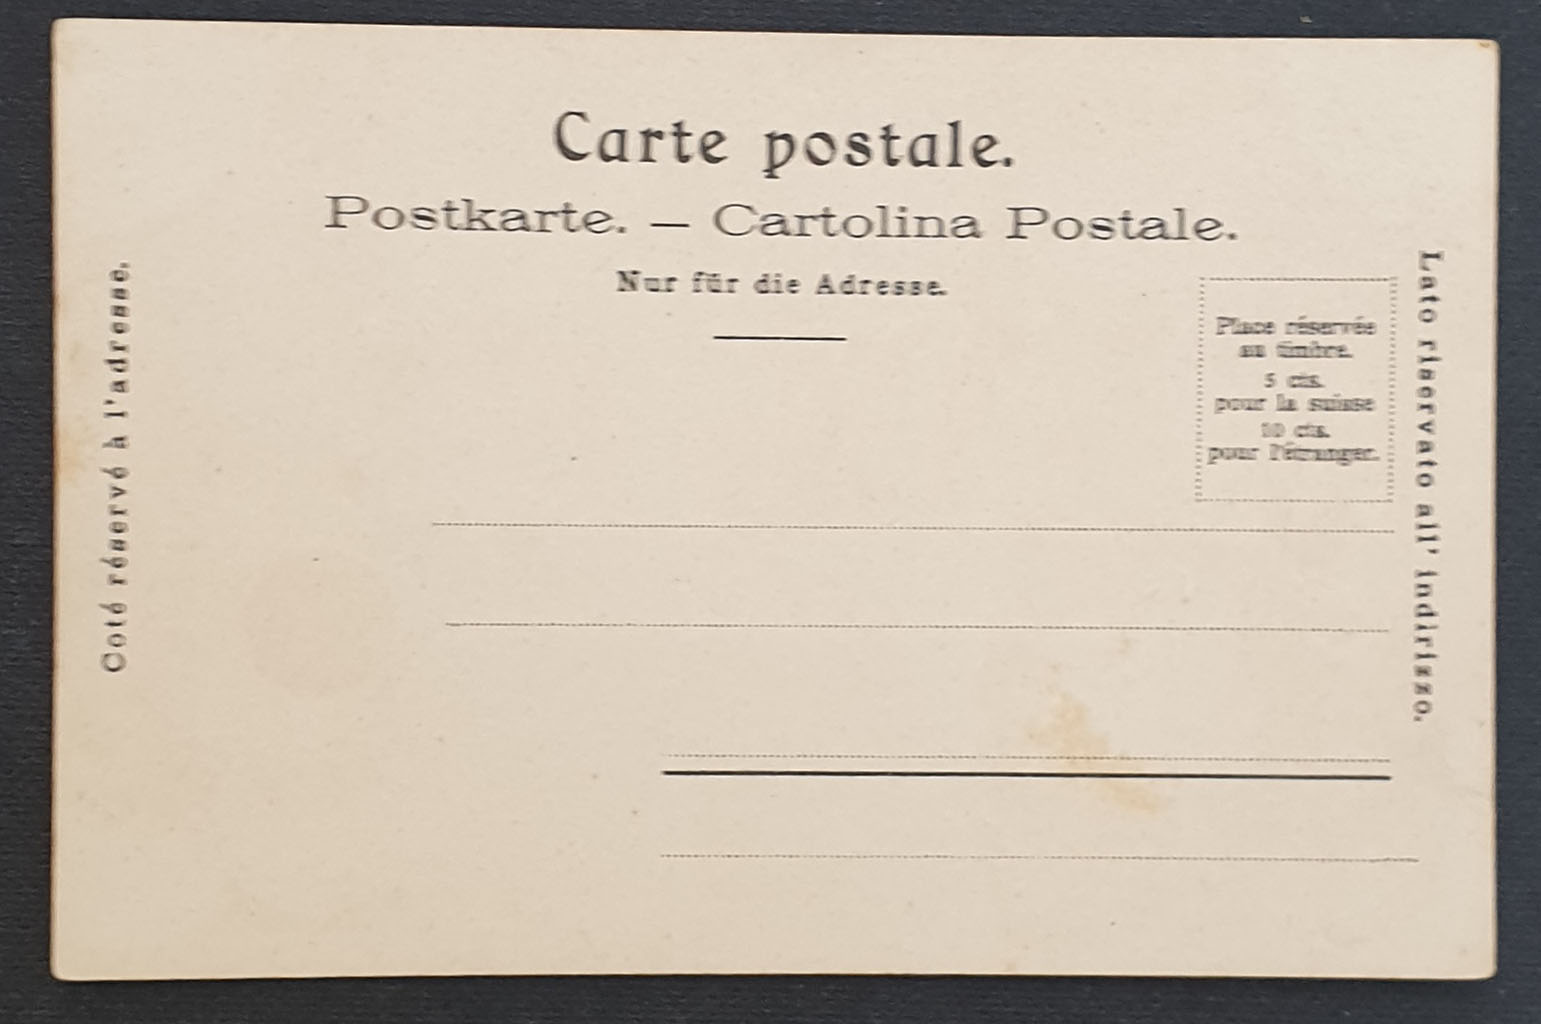 Carte postale.
Postkarte. — Cartolina Postale.
Nur für die Adresse.
Coté réservé à l'adresse.
Place réservée
au timbre.
5 cts.
pour la suisse
10 cts.
pour l'étranger.
Lato riservato all' indirisso.